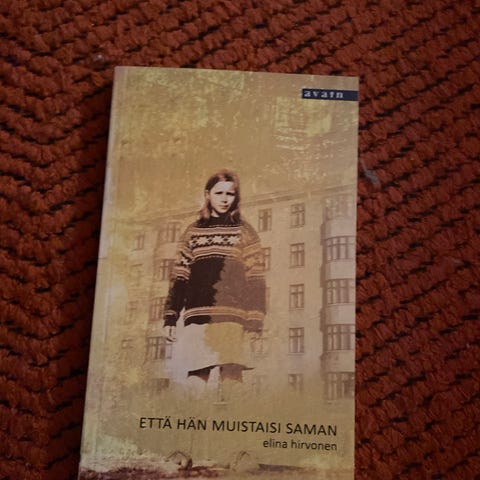 avain
ETTÄ HÄN MUISTAISI SAMAN
elina hirvonen